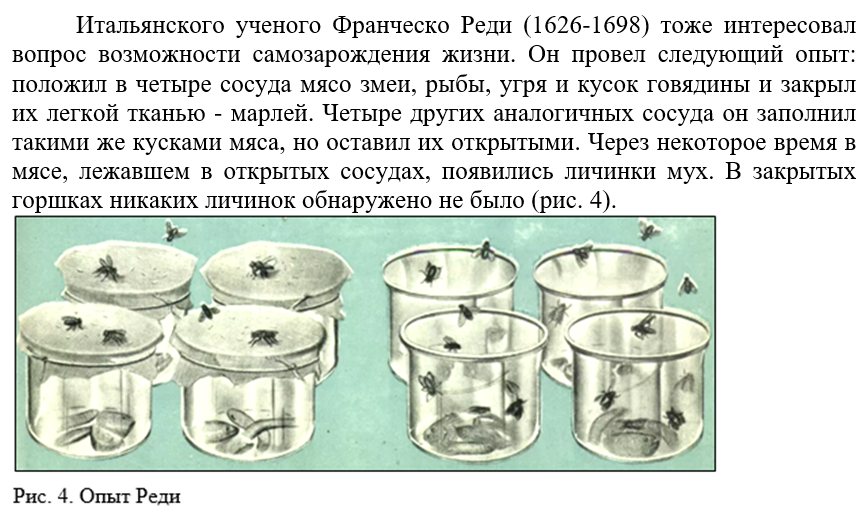 Итальянского ученого Франческо Реди (1626-1698) тоже интересовал
вопрос возможности самозарождения жизни. Он провел следующий опыт:
положил в четыре сосуда мясо змеи, рыбы, угря и кусок говядины и закрыл
их легкой тканью - марлей. Четыре других аналогичных сосуда он заполнил
такими же кусками мяса, но оставил их открытыми. Через некоторое время в
мясе, лежавшем в открытых сосудах, появились личинки мух. В закрытых
горшках никаких личинок обнаружено не было (рис. 4).
Рис. 4. Опыт Реди